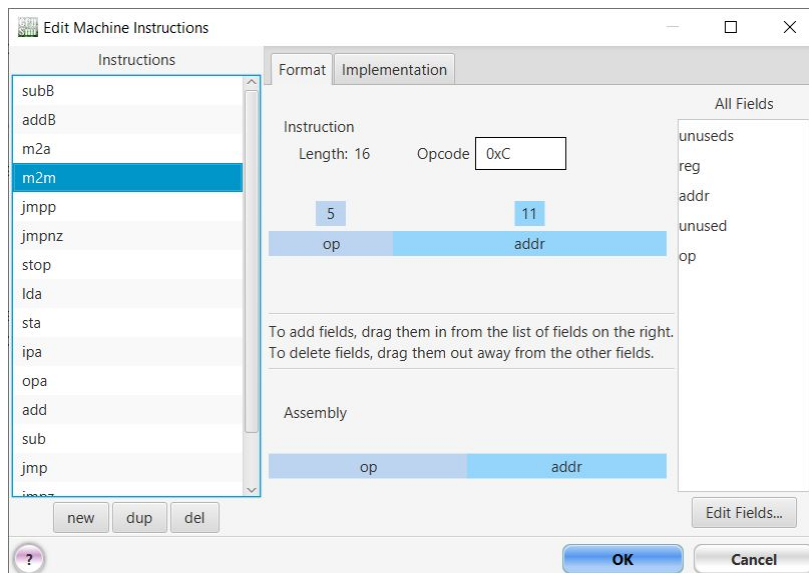 Edit Machine Instructions
Instructions
subB
addB
m2a
m2m
jmpp
jmpnz
stop
lda
sta
ipa
opa
add
sub
jmp
jmpz
new dup del
Format Implementation
Instruction
Length: 16 Opcode 0xC
5 11
op addr
To add fields, drag them in from the list of fields on the right.
To delete fields, drag them out away from the other fields.
Assembly
op addr
All Fields
unuseds
reg
addr
unused
op
Edit Fields...
?
OK Cancel